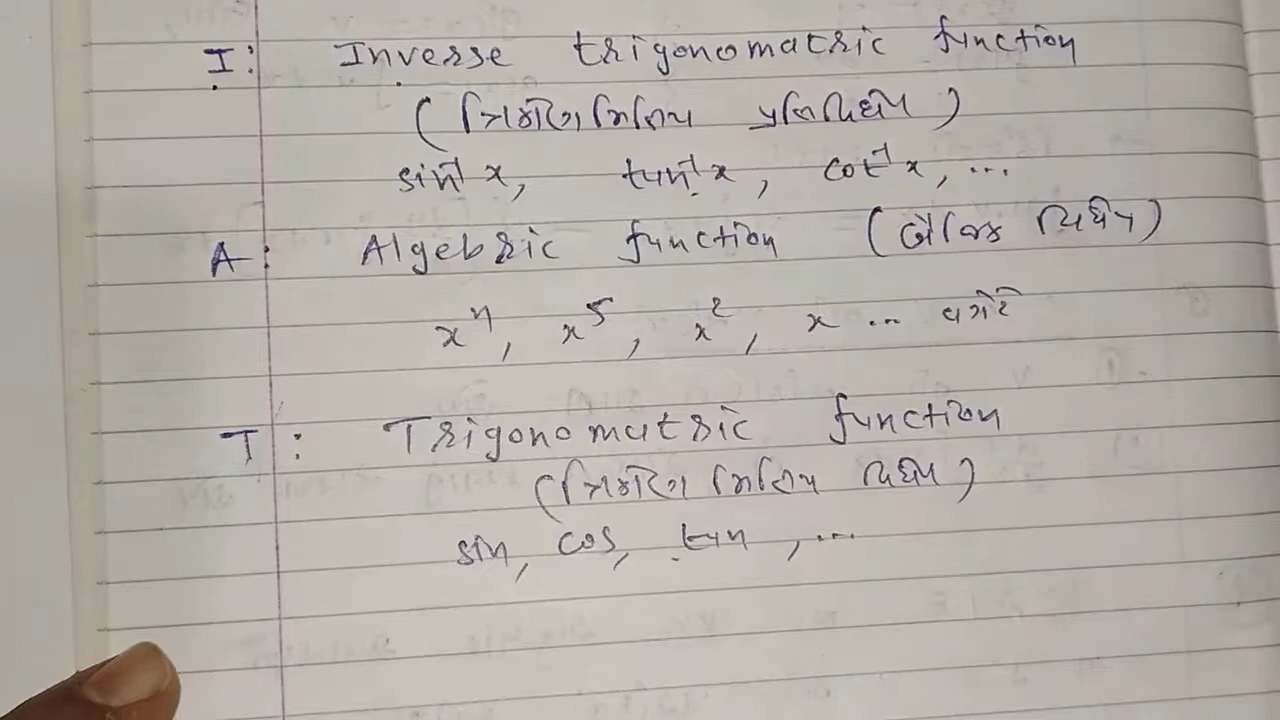 I: Inverse trigonomatric function
(ત્રિકોણમિતીય પ્રતિવિધેય)
sin⁻¹x, tan⁻¹x, cot⁻¹x, ...
A: Algebric function (બૈજિક વિધેય)
xⁿ, x⁵, x², x ... વગેરે
T: Trigonomatric function
(ત્રિકોણમિતીય વિધેય)
sin, cos, tan, ...